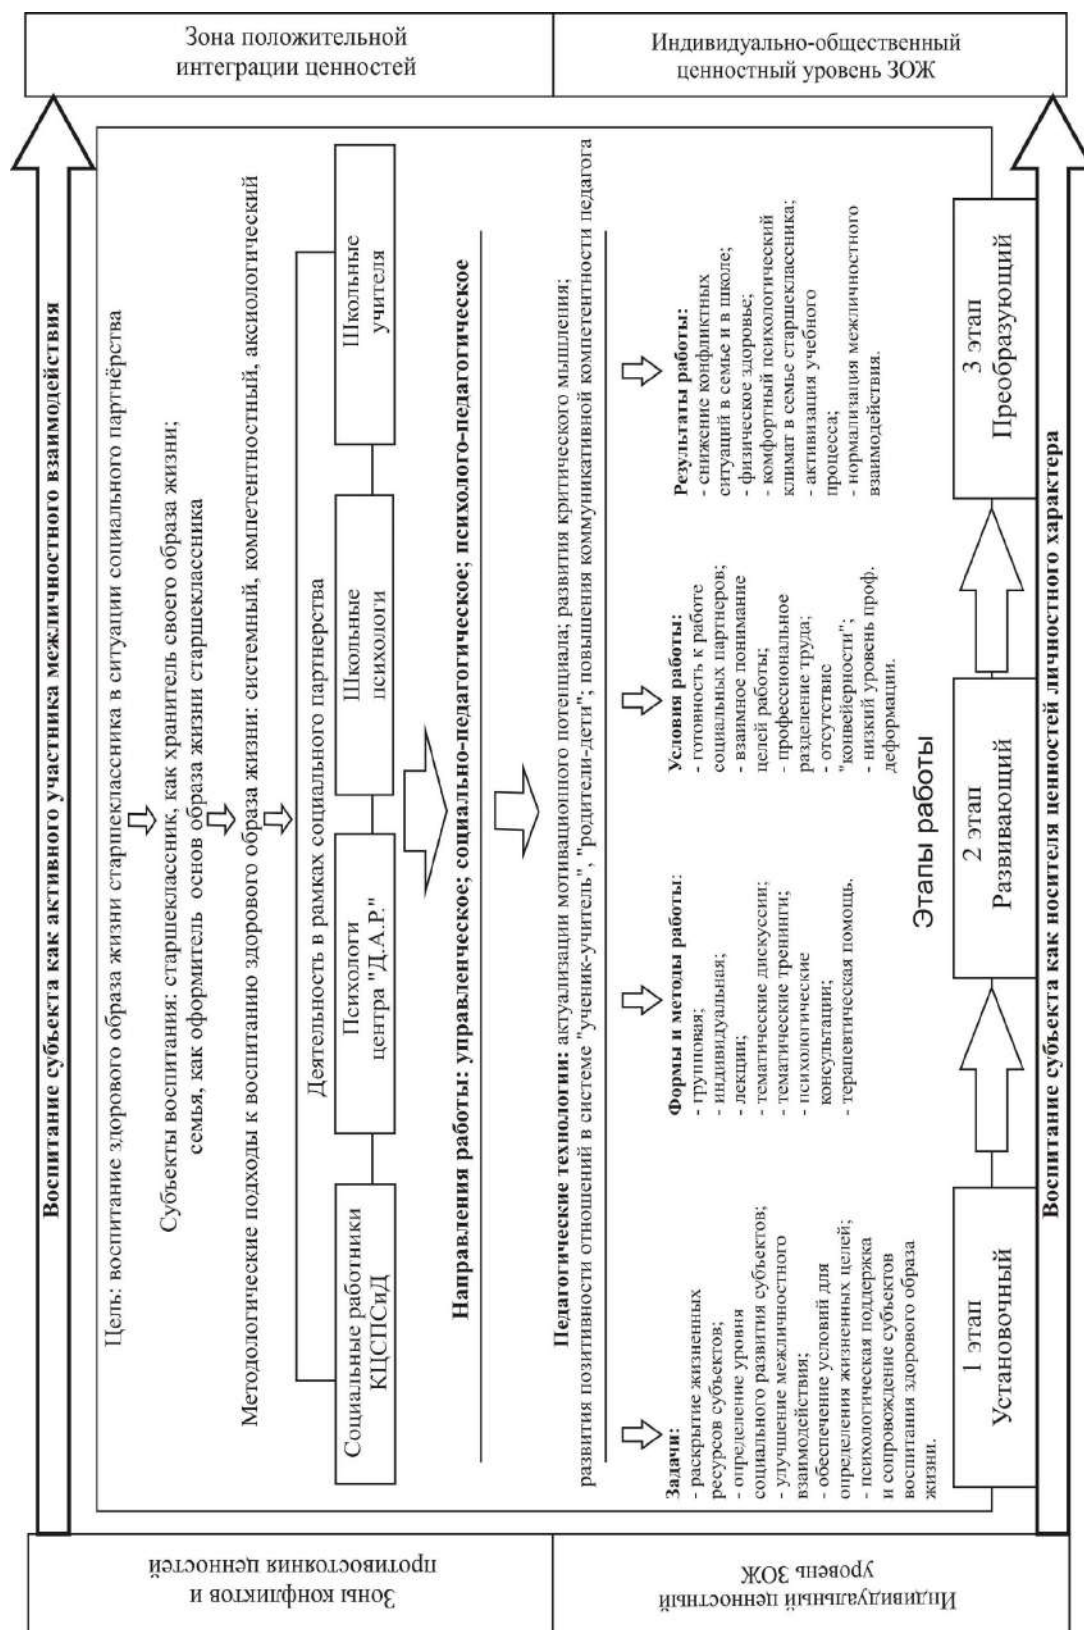 Зона положительной
интеграции ценностей
Индивидуально-общественный
ценностный уровень ЗОЖ
Воспитание субъекта как активного участника межличностного взаимодействия
Цель: воспитание здорового образа жизни старшеклассника в ситуации социального партнёрства
Субъекты воспитания: старшеклассник, как хранитель своего образа жизни;
семья, как оформитель основ образа жизни старшеклассника
Методологические подходы к воспитанию здорового образа жизни: системный, компетентностный, аксиологический
Деятельность в рамках социального партнерства
Социальные работники
КЦСПСиД
Психологи
центра "Д.А.Р."
Школьные
психологи
Школьные
учителя
Направления работы: управленческое; социально-педагогическое; психолого-педагогическое
Педагогические технологии: актуализации мотивационного потенциала; развития критического мышления;
развития позитивности отношений в системе "ученик-учитель", "родители-дети"; повышения коммуникативной компетентности педагога
Задачи:
- раскрытие жизненных
ресурсов субъектов;
- определение уровня
социального развития субъектов;
- улучшение межличностного
взаимодействия;
- обеспечение условий для
определения жизненных целей;
- психологическая поддержка
и сопровождение субъектов
воспитания здорового образа
жизни.
Формы и методы работы:
- групповая;
- индивидуальная;
- лекции;
- тематические дискуссии;
- тематические тренинги;
- психологические
консультации;
- терапевтическая помощь.
Условия работы:
- готовность к работе
социальных партнеров;
- взаимное понимание
целей работы;
- профессиональное
разделение труда;
- отсутствие
"конвейерности";
- низкий уровень проф.
деформации.
Результаты работы:
- снижение конфликтных
ситуаций в семье и в школе;
- физическое здоровье;
- комфортный психологический
климат в семье старшеклассника;
- активизация учебного
процесса;
- нормализация межличностного
взаимодействия.
Этапы работы
1 этап
Установочный
2 этап
Развивающий
3 этап
Преобразующий
Воспитание субъекта как носителя ценностей личностного характера
Зоны конфликтов и
противостояния ценностей
Индивидуальный ценностный
уровень ЗОЖ